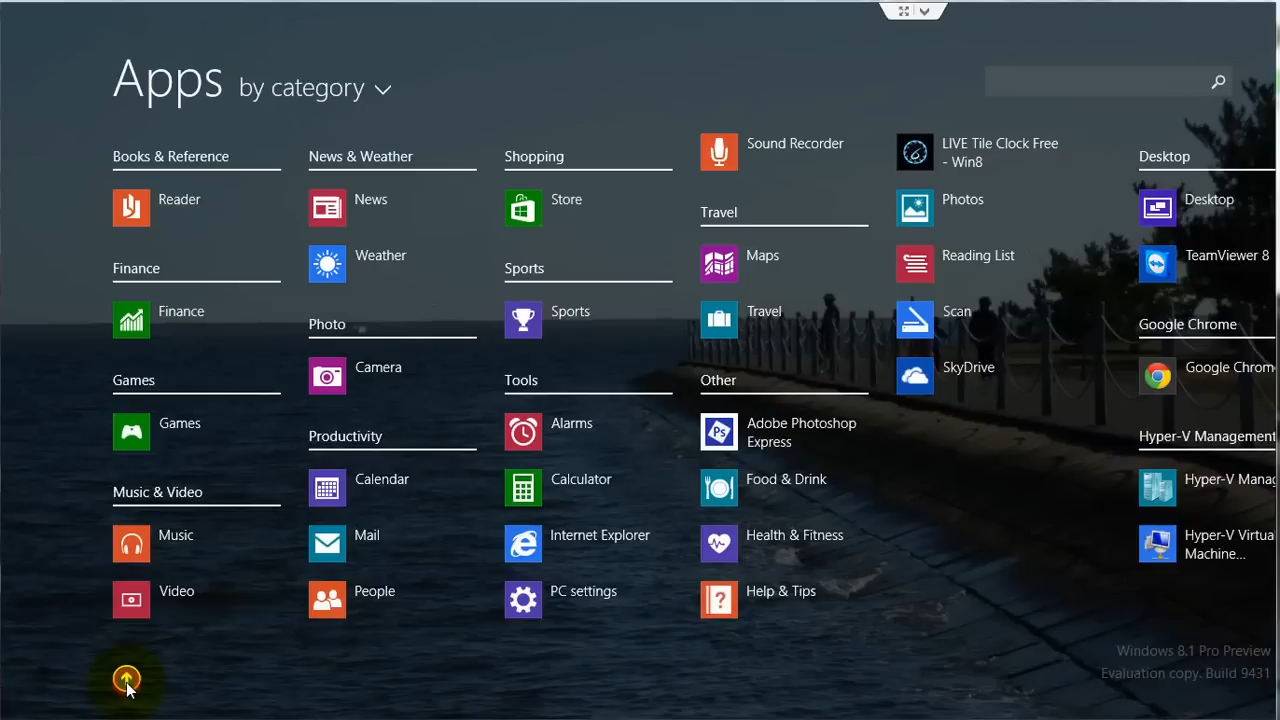 Apps by category
Books & Reference
Reader
Finance
Finance
Games
Games
Music & Video
Music
Video
News & Weather
News
Weather
Photo
Camera
Productivity
Calendar
Mail
People
Shopping
Store
Sports
Sports
Tools
Alarms
Calculator
Internet Explorer
PC settings
Sound Recorder
Travel
Maps
Travel
Other
Adobe Photoshop
Express
Ps
Food & Drink
Health & Fitness
Help & Tips
LIVE Tile Clock Free
- Win8
Photos
Reading List
Scan
SkyDrive
Desktop
Desktop
TeamViewer 8
Google Chrome
Google Chrom
Hyper-V Management
Hyper-V Manag
Hyper-V Virtua
Machine...
Windows 8.1 Pro Preview
Evaluation copy. Build 9431